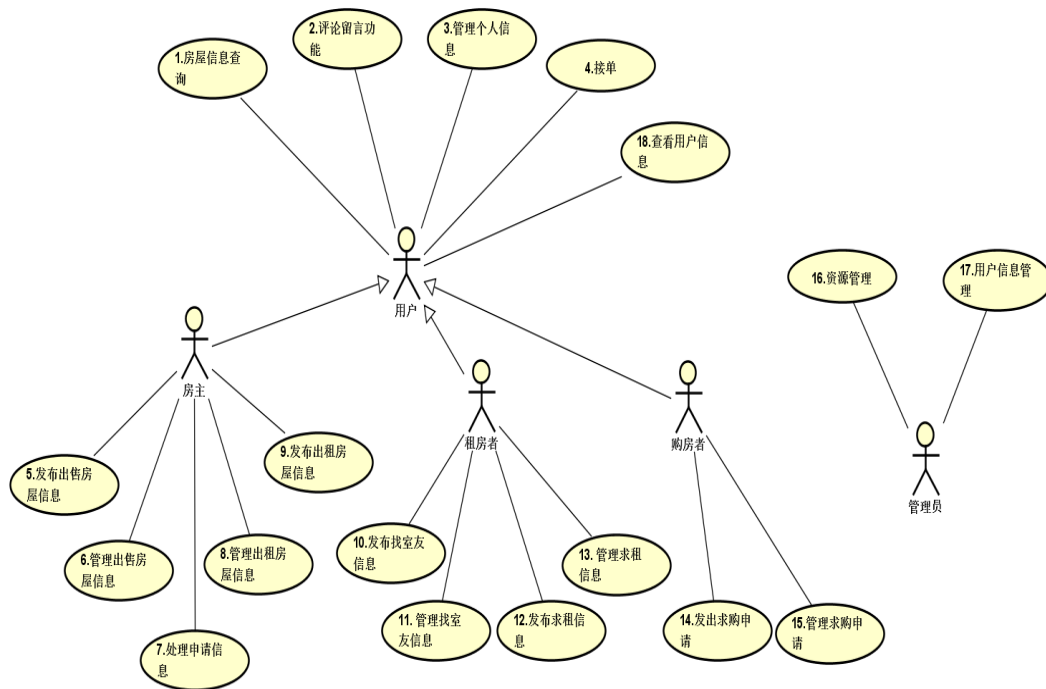 1.房屋信息查
询
2.评论留言功
能
3.管理个人信
息
4.接单
18.查看用户信
息
用户
16.资源管理
17.用户信息管
理
管理员
房主
5.发布出售房
屋信息
6.管理出售房
屋信息
7.处理申请信
息
8.管理出租房
屋信息
9.发布出租房
屋信息
租房者
10.发布找室友
信息
11. 管理找室
友信息
12.发布求租信
息
13. 管理求租
信息
购房者
14.发出求购申
请
15.管理求购申
请